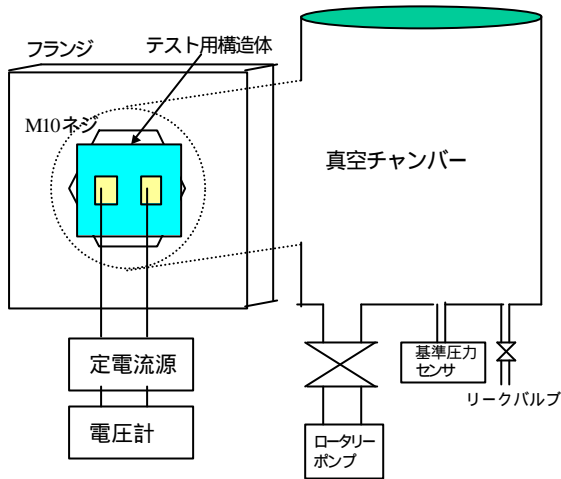 フランジ
テスト用構造体
M10ネジ
真空チャンバー
定電流源
電圧計
基準圧力
センサ
リークバルブ
ロータリー
ポンプ